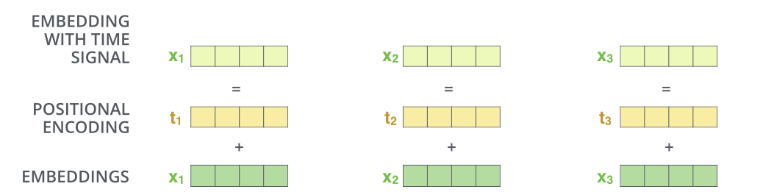 EMBEDDING
WITH TIME
SIGNAL
x1 x2 x3
= = =
POSITIONAL
ENCODING
t1 t2 t3
+ + +
EMBEDDINGS
x1 x2 x3